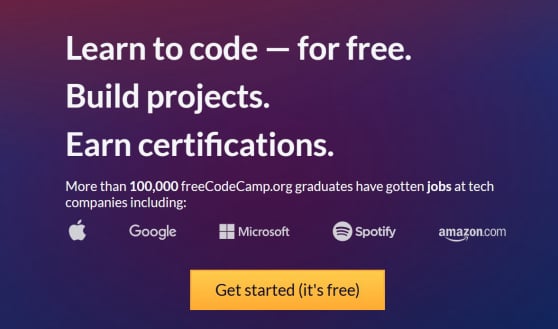 Learn to code — for free.
Build projects.
Earn certifications.
More than 100,000 freeCodeCamp.org graduates have gotten jobs at tech
companies including:
Google Microsoft Spotify amazon.com
Get started (it's free)